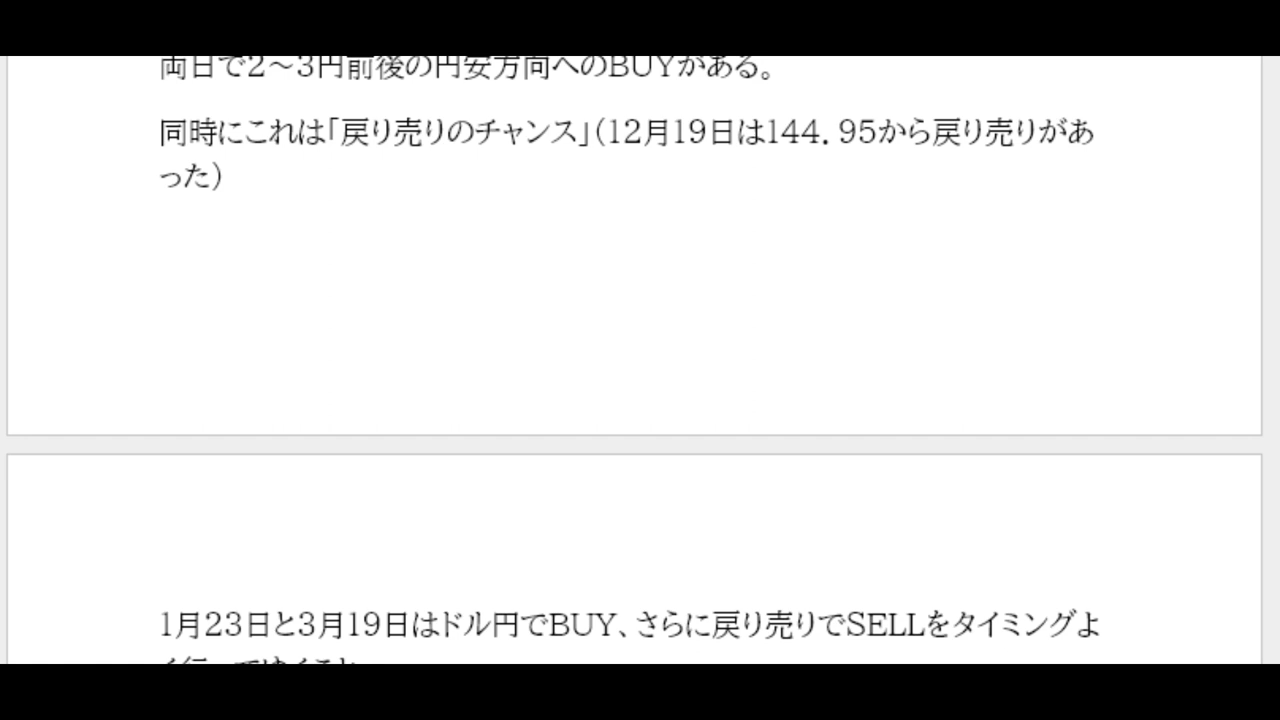 両日で2～3円前後の円安方向へのBUYがある。
同時にこれは「戻り売りのチャンス」（12月19日は144．95から戻り売りがあ
った）
1月23日と3月19日はドル円でBUY、さらに戻り売りでSELLをタイミングよ